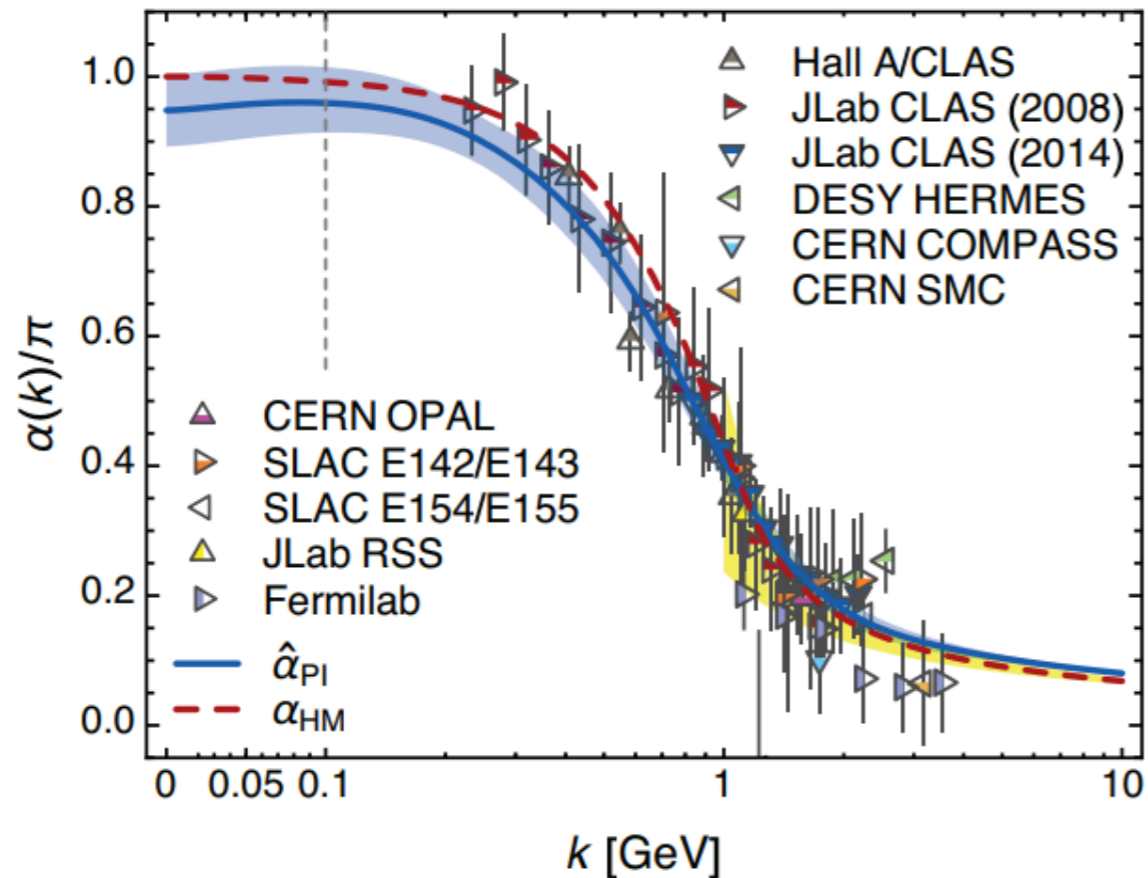 Hall A/CLAS
JLab CLAS (2008)
JLab CLAS (2014)
DESY HERMES
CERN COMPASS
CERN SMC
CERN OPAL
SLAC E142/E143
SLAC E154/E155
JLab RSS
Fermilab
α̂PI
αHM
α(k)/π
1.0
0.8
0.6
0.4
0.2
0.0
0 0.05 0.1 1 10
k [GeV]